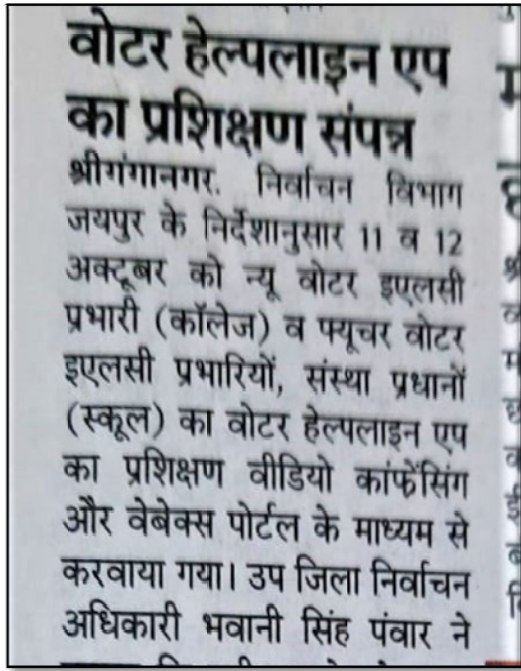 वोटर हेल्पलाइन एप
का प्रशिक्षण संपन्न
श्रीगंगानगर. निर्वाचन विभाग
जयपुर के निर्देशानुसार 11 व 12
अक्टूबर को न्यू वोटर इएलसी
प्रभारी (कॉलेज) व फ्यूचर वोटर
इएलसी प्रभारियों, संस्था प्रधानों
(स्कूल) का वोटर हेल्पलाइन एप
का प्रशिक्षण वीडियो कांफ्रेंसिंग
और वेबेक्स पोर्टल के माध्यम से
करवाया गया। उप जिला निर्वाचन
अधिकारी भवानी सिंह पंवार ने